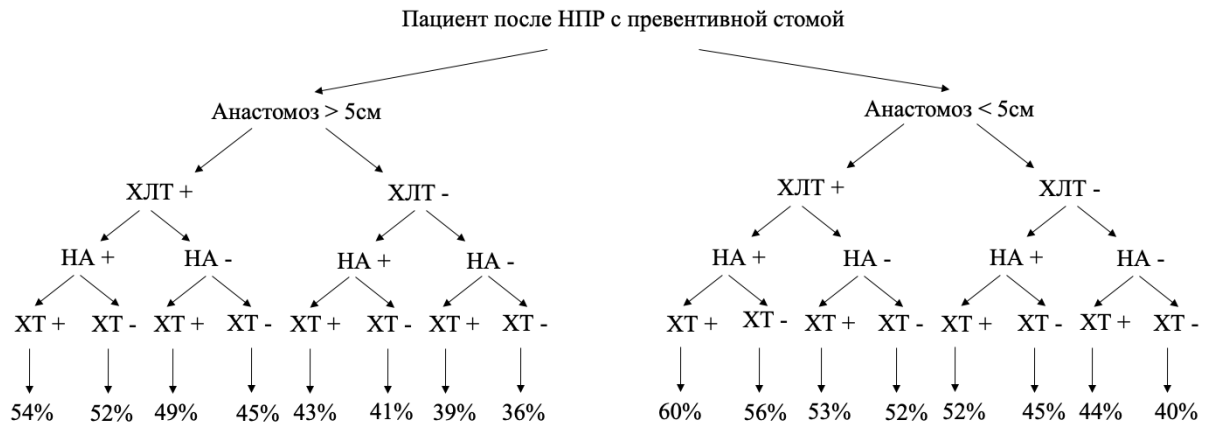 Пациент после НПР с превентивной стомой
Анастомоз > 5см Анастомоз < 5см
ХЛТ + ХЛТ - ХЛТ + ХЛТ -
НА + НА - НА + НА - НА + НА - НА + НА -
ХТ + ХТ - ХТ + ХТ - ХТ + ХТ - ХТ + ХТ - ХТ + ХТ - ХТ + ХТ - ХТ + ХТ - ХТ + ХТ -
54% 52% 49% 45% 43% 41% 39% 36% 60% 56% 53% 52% 52% 45% 44% 40%